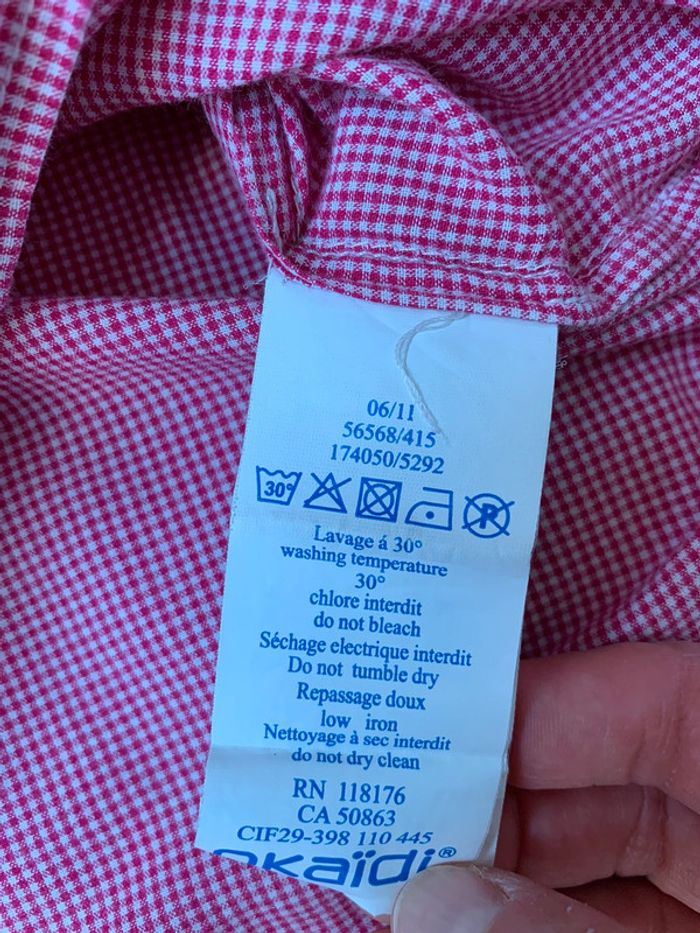 06/11
56568/415
174050/5292
30°
R
Lavage á 30°
washing temperature
30°
chlore interdit
do not bleach
Séchage electrique interdit
Do not tumble dry
Repassage doux
low iron
Nettoyage à sec interdit
do not dry clean
RN 118176
CA 50863
CIF29-398 110 445
okaïdi®